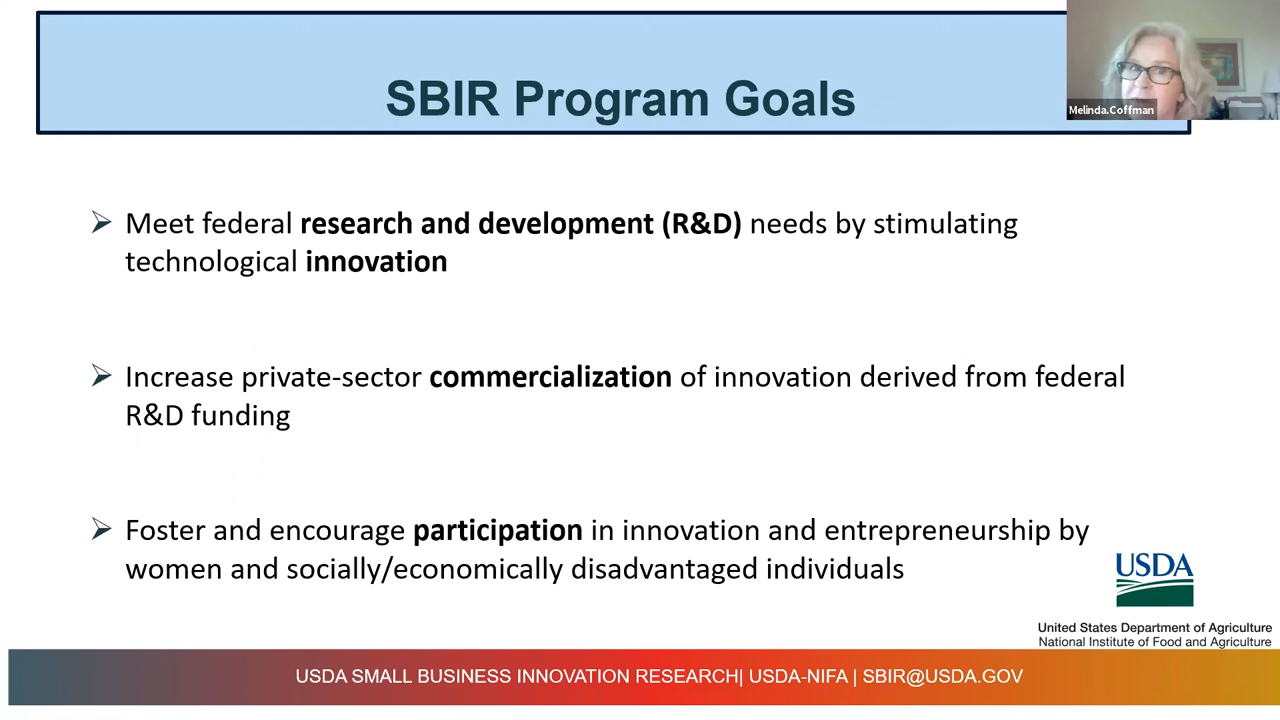 SBIR Program Goals
Melinda.Coffman
➢ Meet federal research and development (R&D) needs by stimulating
technological innovation
➢ Increase private-sector commercialization of innovation derived from federal
R&D funding
➢ Foster and encourage participation in innovation and entrepreneurship by
women and socially/economically disadvantaged individuals
USDA
United States Department of Agriculture
National Institute of Food and Agriculture
USDA SMALL BUSINESS INNOVATION RESEARCH| USDA-NIFA | SBIR@USDA.GOV